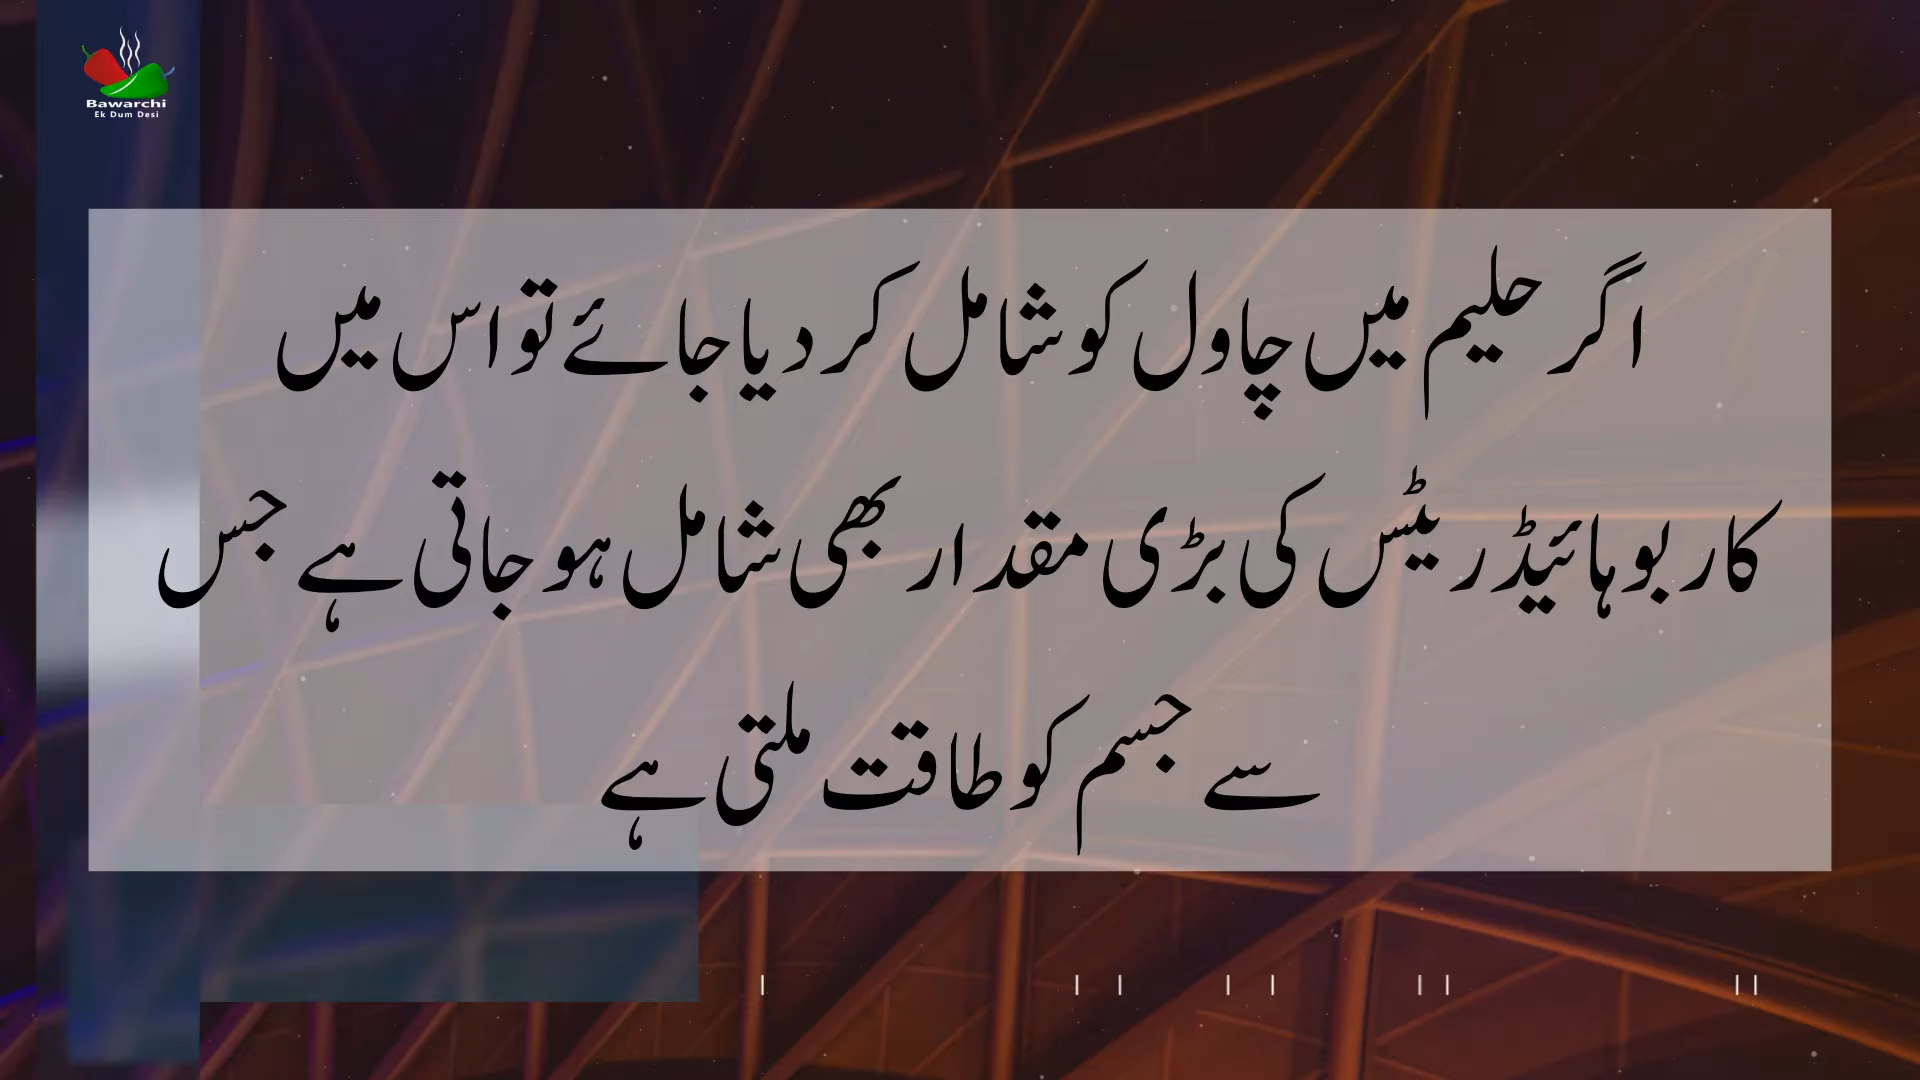 Bawarchi
Ek Dum Desi
اگر حلیم میں چاول کو شامل کر دیا جائے تو اس میں
کاربوہائیڈریٹس کی بڑی مقدار بھی شامل ہو جاتی ہے جس
سے جسم کو طاقت ملتی ہے